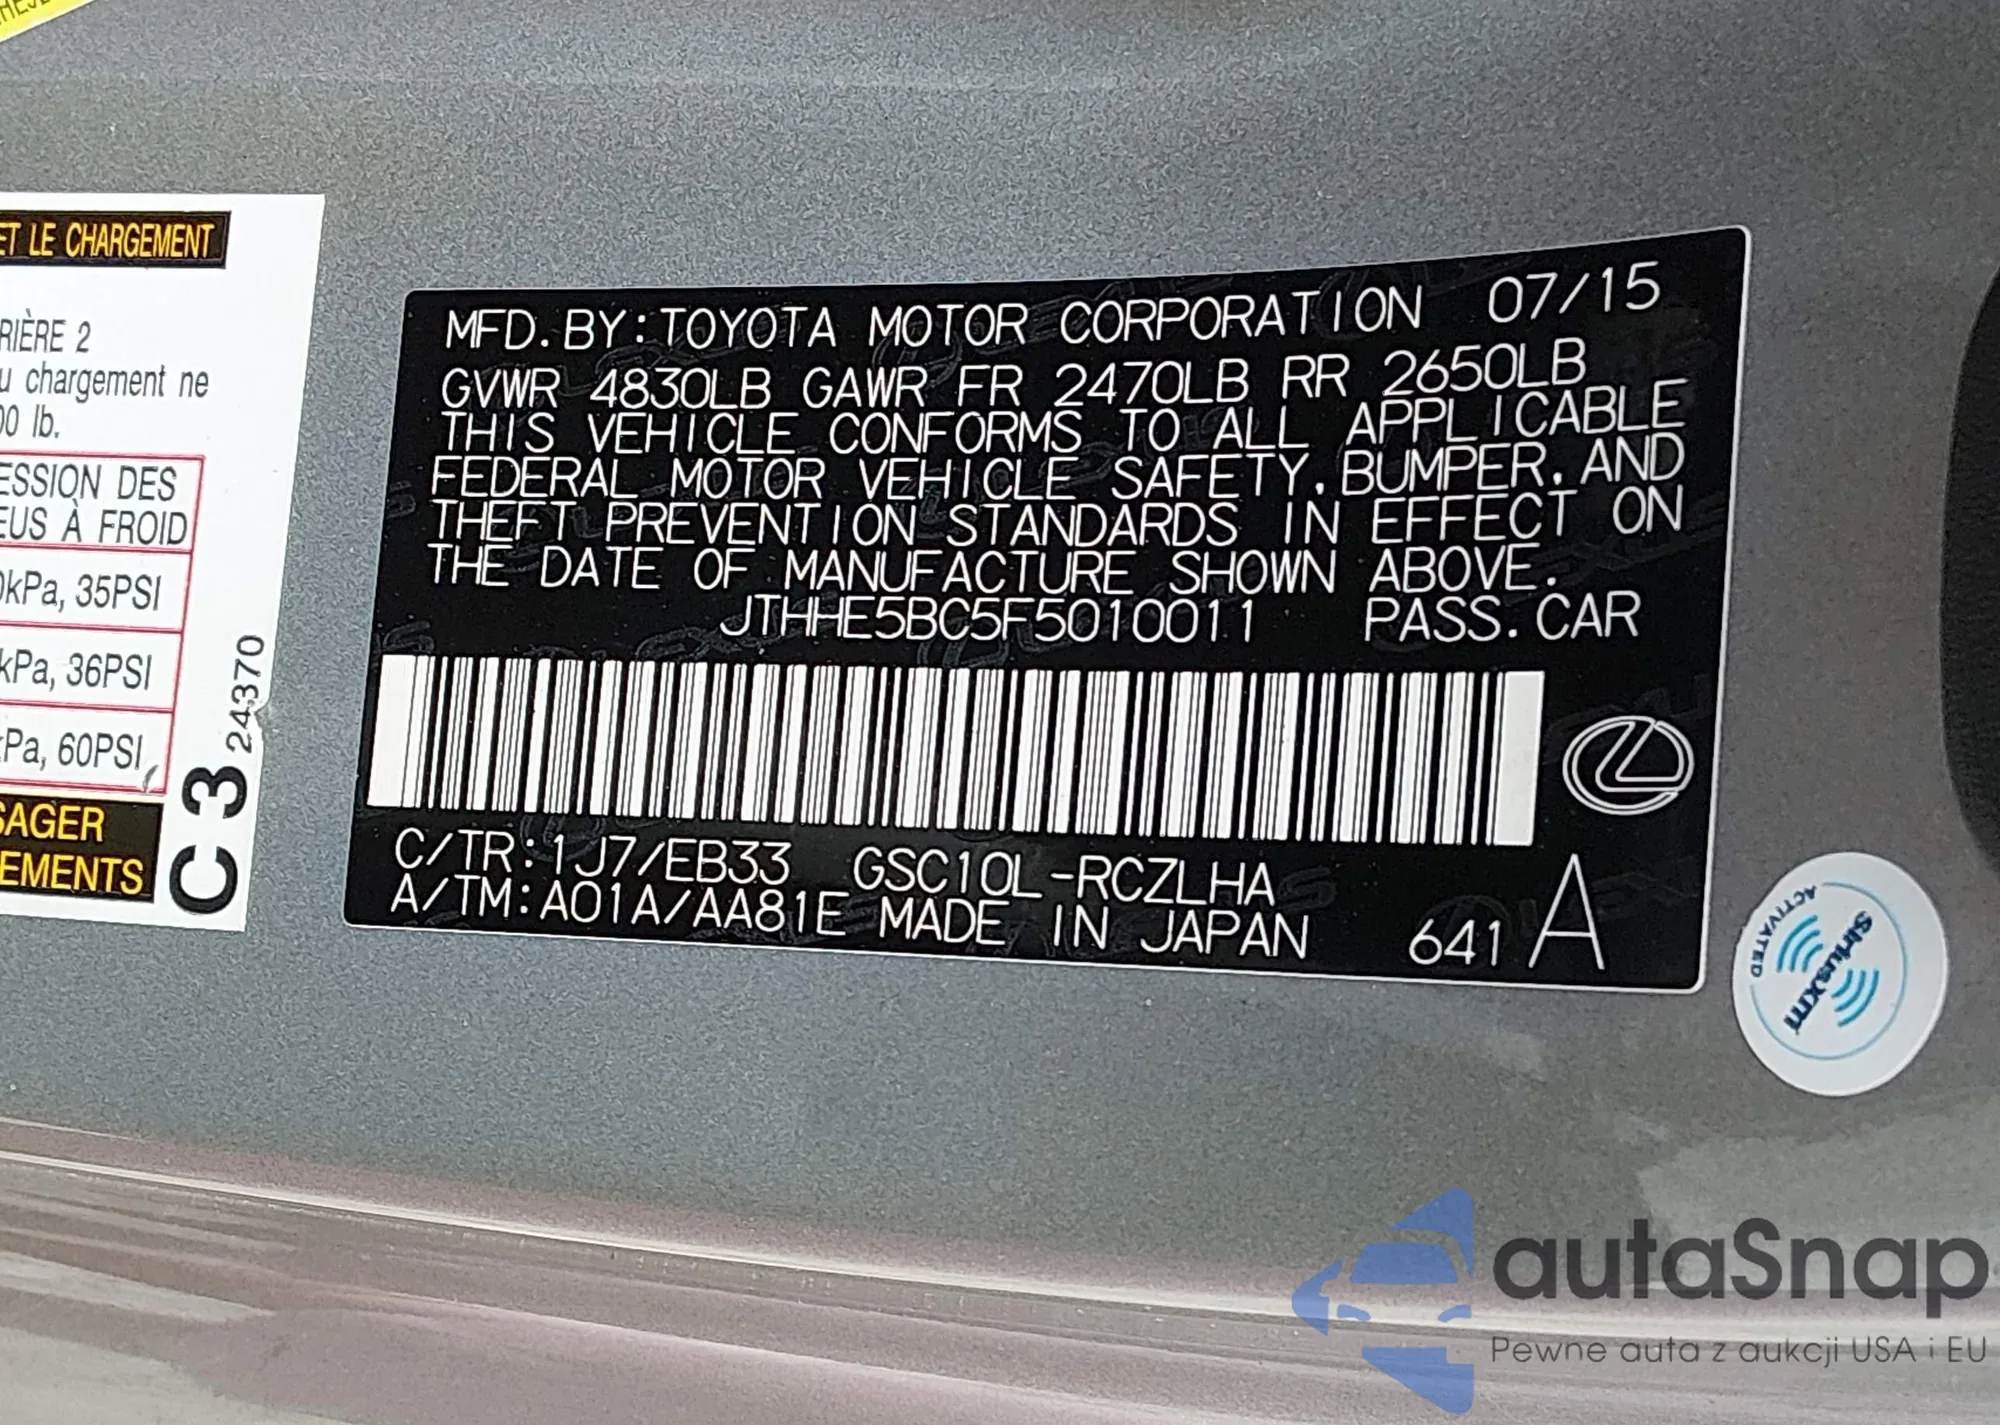 ET LE CHARGEMENT
RIÈRE 2
u chargement ne
00 lb.
ESSION DES
EUS À FROID
0kPa, 35PSI
kPa, 36PSI
kPa, 60PSI
SAGER
EMENTS
C3 24370
MFD. BY: TOYOTA MOTOR CORPORATION 07/15
GVWR 4830LB GAWR FR 2470LB RR 2650LB
THIS VEHICLE CONFORMS TO ALL APPLICABLE
FEDERAL MOTOR VEHICLE SAFETY, BUMPER, AND
THEFT PREVENTION STANDARDS IN EFFECT ON
THE DATE OF MANUFACTURE SHOWN ABOVE.
JTHHE5BC5F5010011 PASS. CAR
C/TR: 1J7/EB33 GSC10L-RCZLHA
A/TM: A01A/AA81E MADE IN JAPAN 641 A
ACTIVATED
SiriusXm
autaSnap
Pewne auta z aukcji USA i EU